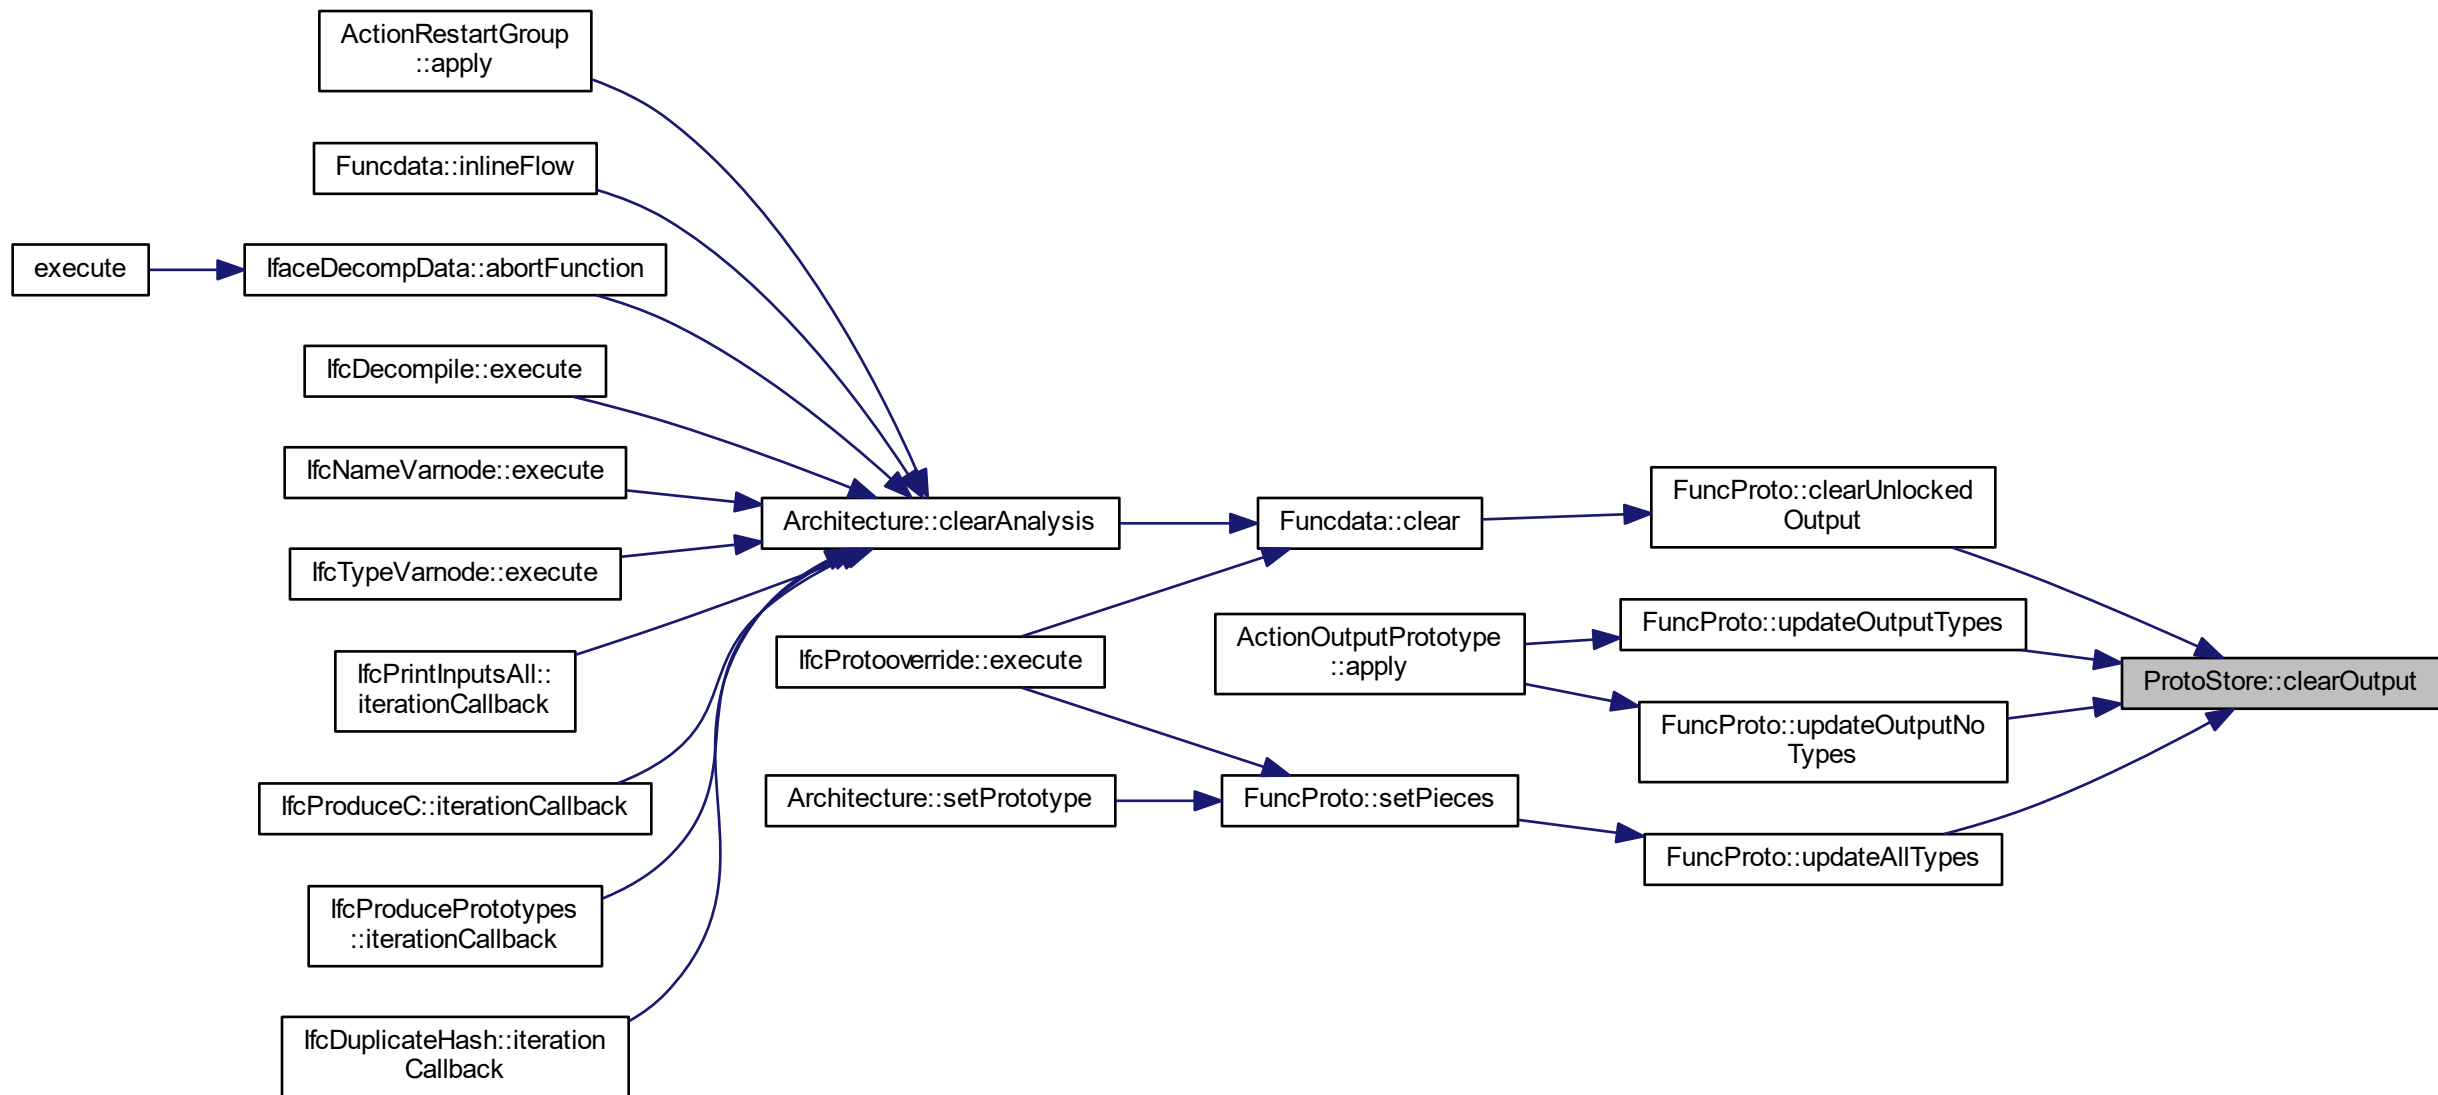 ActionRestartGroup
::apply
Funcdata::inlineFlow
execute
IfaceDecompData::abortFunction
IfcDecompile::execute
IfcNameVarnode::execute
IfcTypeVarnode::execute
IfcPrintInputsAll::
iterationCallback
IfcProduceC::iterationCallback
IfcProducePrototypes
::iterationCallback
IfcDuplicateHash::iteration
Callback
Architecture::clearAnalysis
IfcProtooverride::execute
Architecture::setPrototype
Funcdata::clear
ActionOutputPrototype
::apply
FuncProto::setPieces
FuncProto::clearUnlocked
Output
FuncProto::updateOutputTypes
FuncProto::updateOutputNo
Types
FuncProto::updateAllTypes
ProtoStore::clearOutput